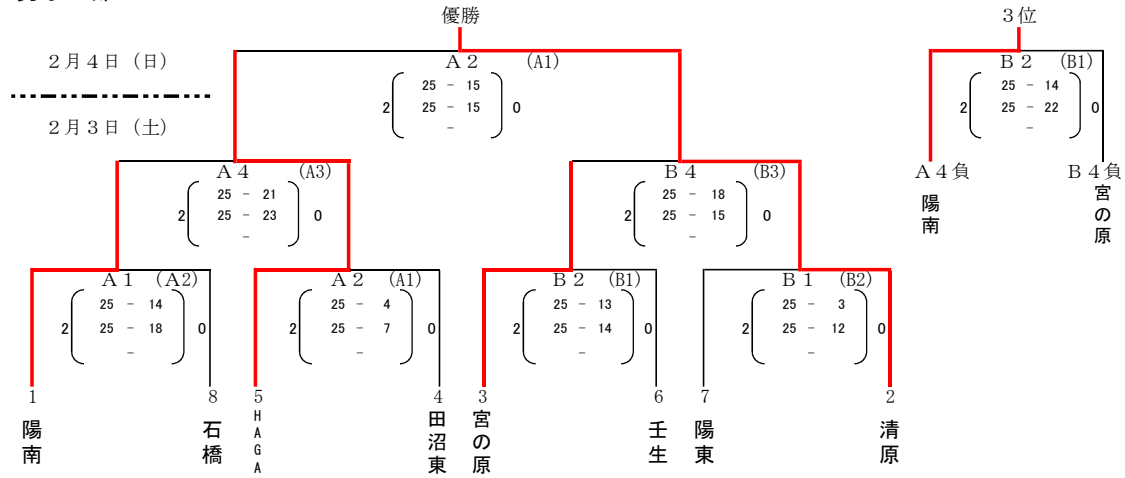 優勝
3位
2月4日（日）
2月3日（土）
A2 (A1)
2 25 - 15 0
25 - 15
-
B2 (B1)
2 25 - 14 0
25 - 22
-
A4負 B4負
陽南 宮の原
A4 (A3)
2 25 - 21 0
25 - 23
-
B4 (B3)
2 25 - 18 0
25 - 15
-
A1 (A2)
2 25 - 14 0
25 - 18
-
A2 (A1)
2 25 - 4 0
25 - 7
-
B2 (B1)
2 25 - 13 0
25 - 14
-
B1 (B2)
2 25 - 3 0
25 - 12
-
1 8 5 4 3 6 7 2
陽南 石橋 HAGA 田沼東 宮の原 壬生 陽東 清原